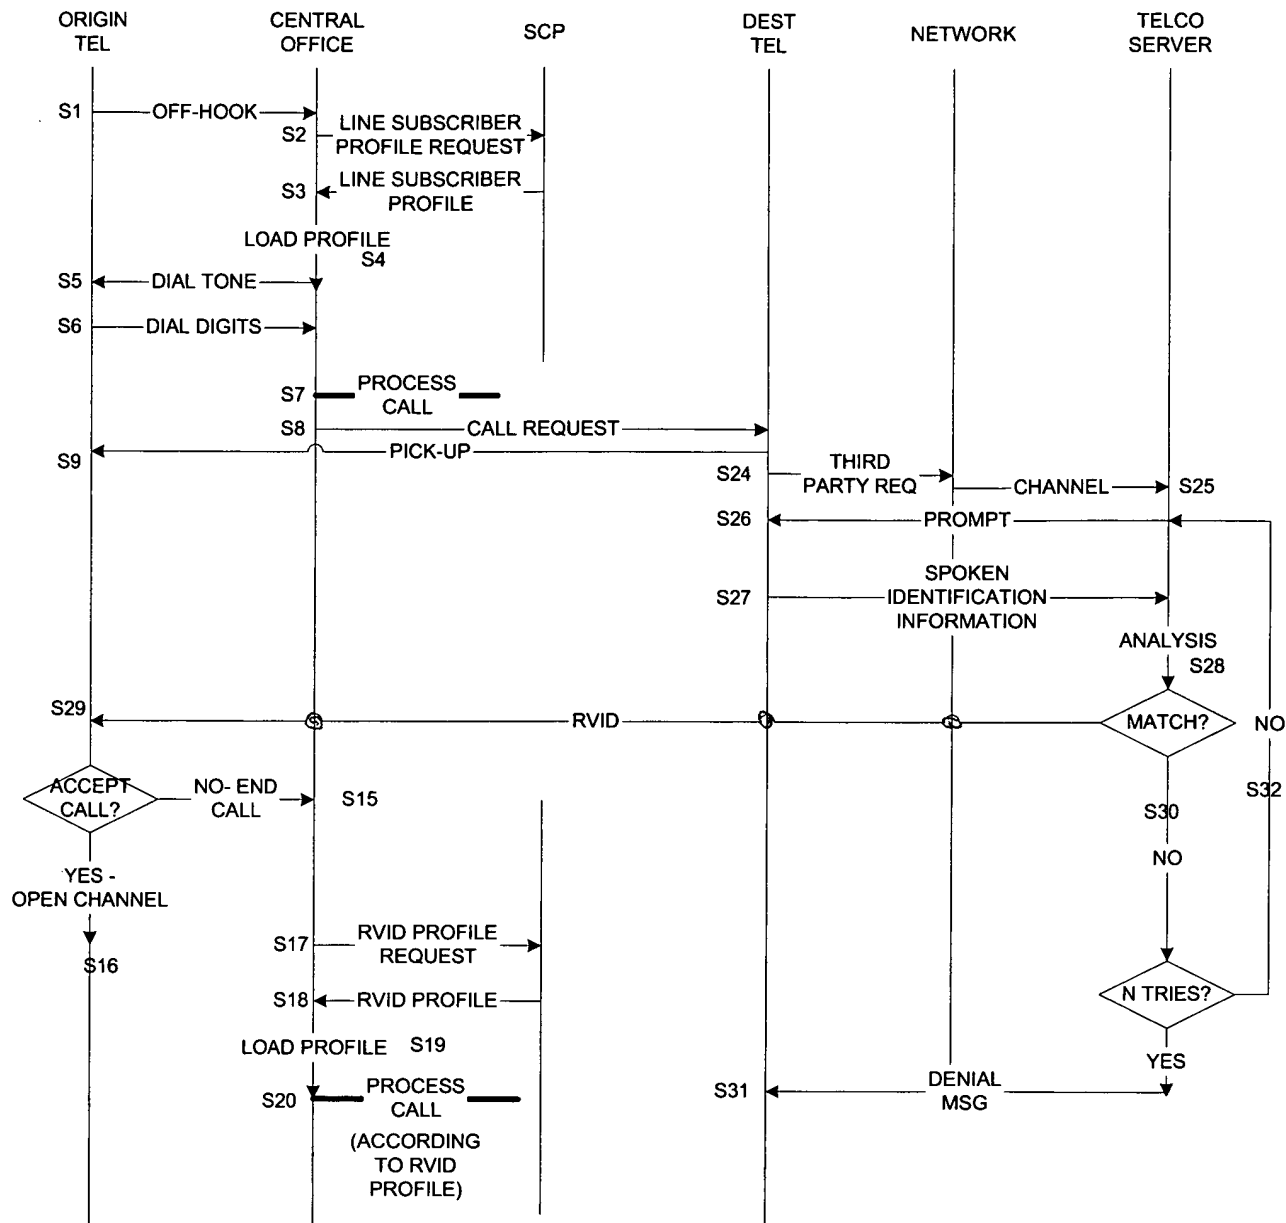 ORIGIN
TEL
CENTRAL
OFFICE
SCP
DEST
TEL
NETWORK
TELCO
SERVER
S1
OFF-HOOK
S2
LINE SUBSCRIBER
PROFILE REQUEST
S3
LINE SUBSCRIBER
PROFILE
LOAD PROFILE
S4
S5
DIAL TONE
S6
DIAL DIGITS
S7
PROCESS
CALL
S8
CALL REQUEST
S9
PICK-UP
S24
THIRD
PARTY REQ
CHANNEL
S25
S26
PROMPT
S27
SPOKEN
IDENTIFICATION
INFORMATION
ANALYSIS
S28
S29
RVID
MATCH?
NO
ACCEPT
CALL?
NO- END
CALL
S15
S30
S32
NO
YES -
OPEN CHANNEL
S16
S17
RVID PROFILE
REQUEST
S18
RVID PROFILE
N TRIES?
LOAD PROFILE
S19
YES
S20
PROCESS
CALL
(ACCORDING
TO RVID
PROFILE)
S31
DENIAL
MSG